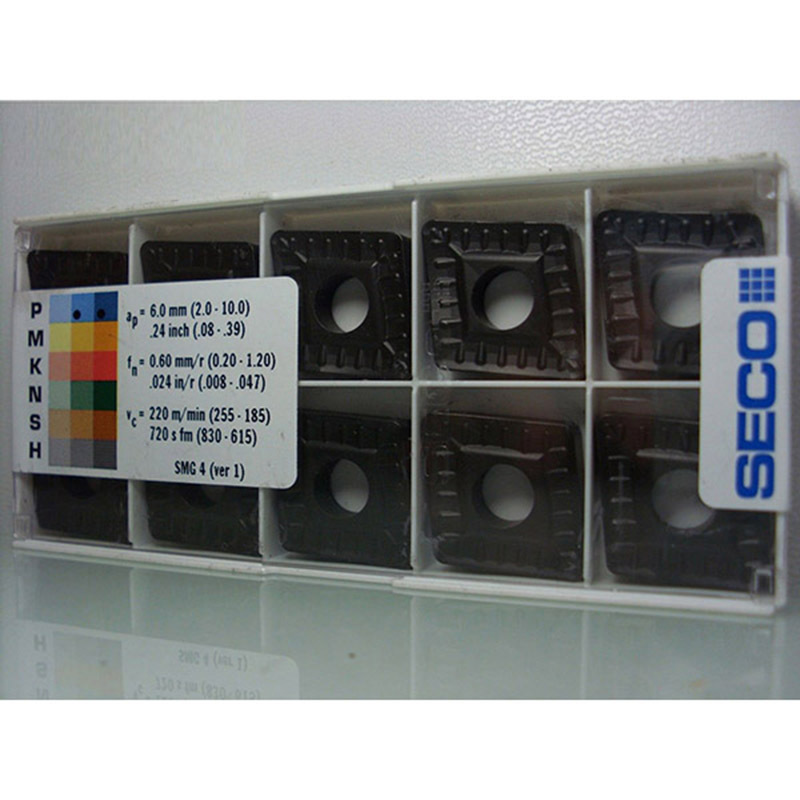 P
M
K
N
S
H
ap = 6.0 mm (2.0 - 10.0)
.24 inch (.08 - .39)
fn = 0.60 mm/r (0.20 - 1.20)
.024 in/r (.008 - .047)
vc = 220 m/min (255 - 185)
720 s fm (830 - 615)
SMG 4 (ver 1)
SECO